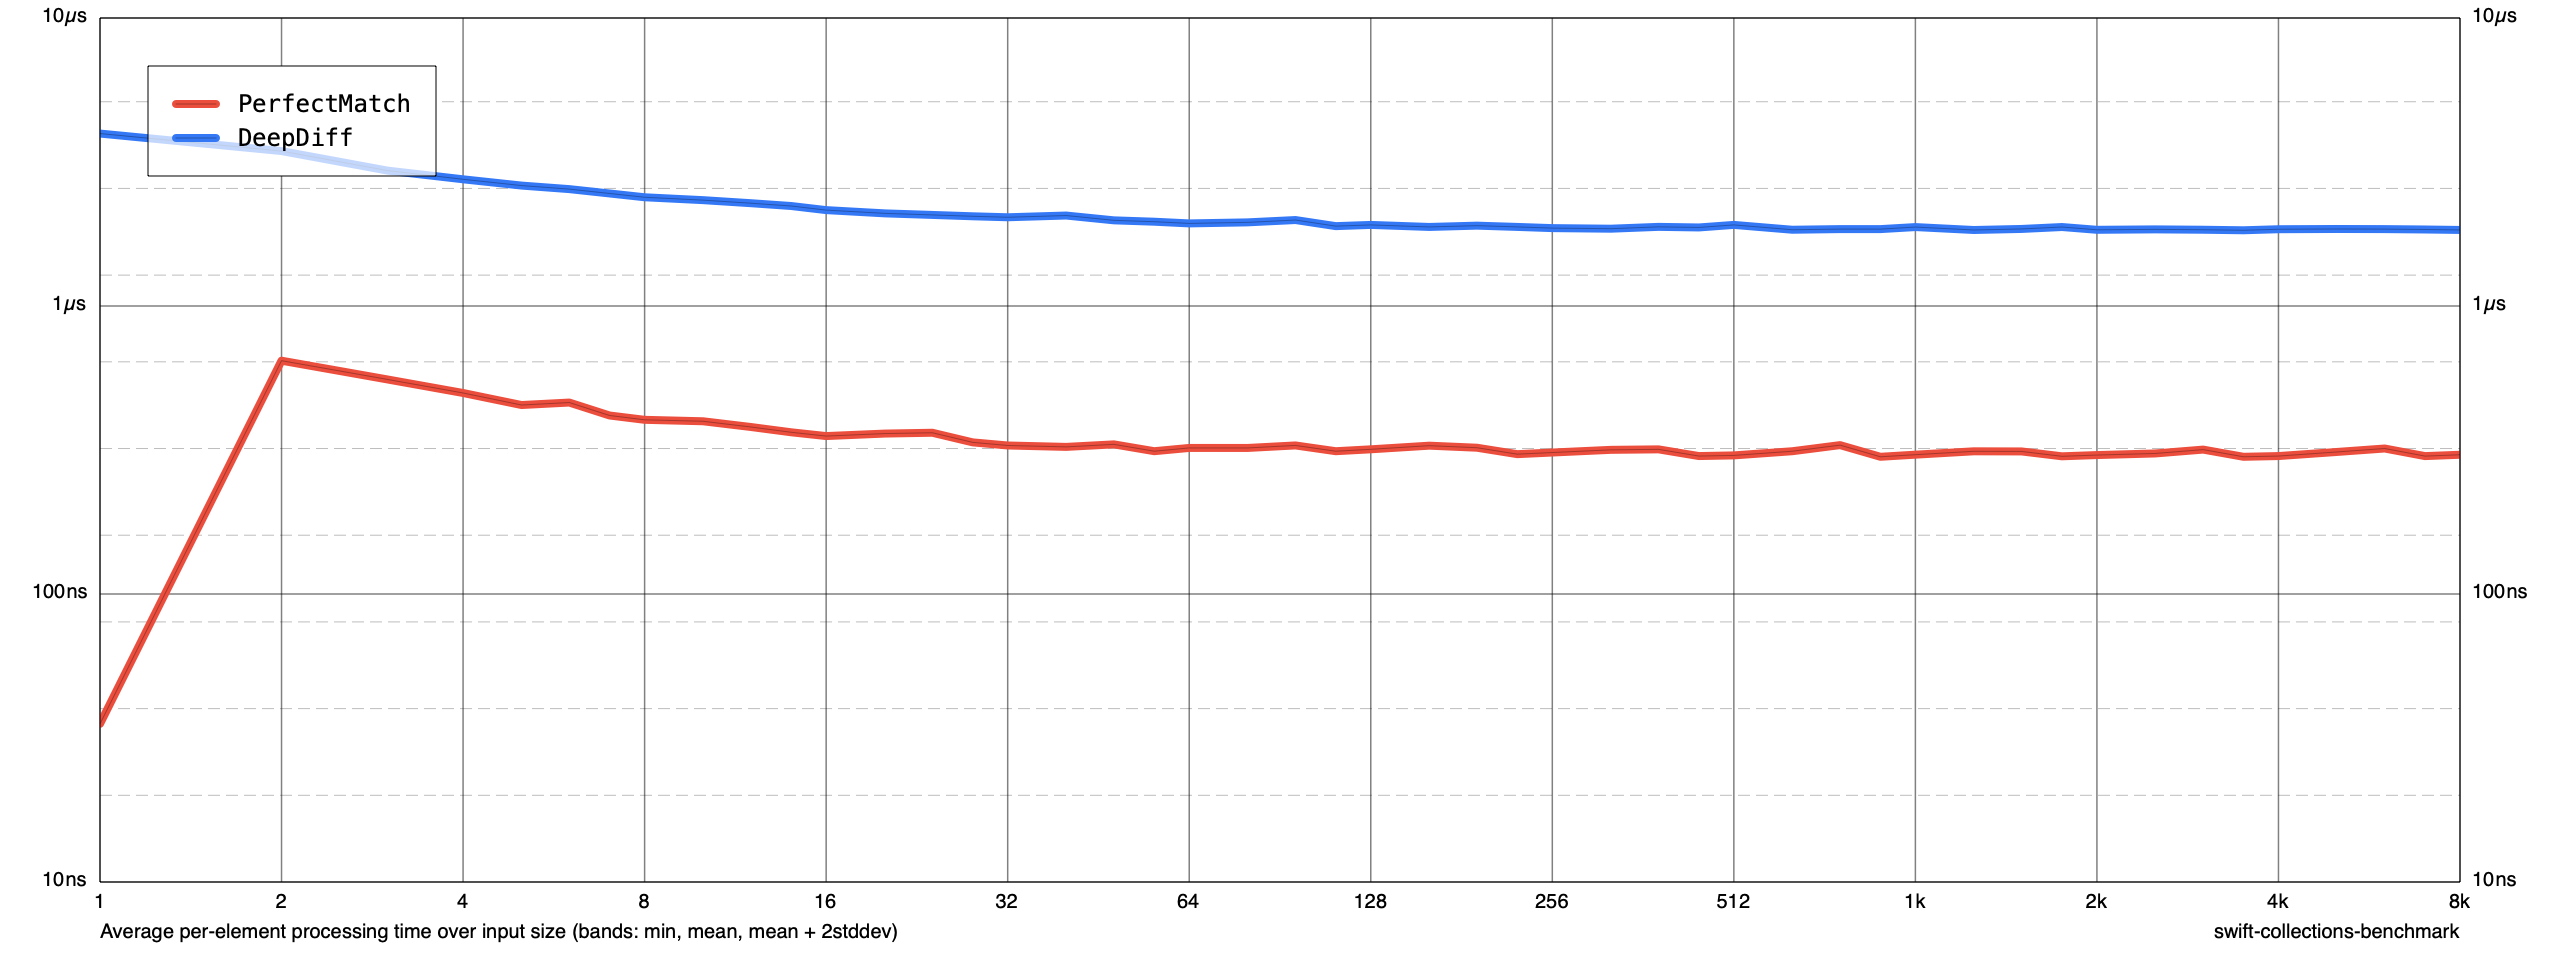 10µs
10µs
PerfectMatch
DeepDiff
1µs
1µs
100ns
100ns
10ns
10ns
1 2 4 8 16 32 64 128 256 512 1k 2k 4k 8k
Average per-element processing time over input size (bands: min, mean, mean + 2stddev)
swift-collections-benchmark